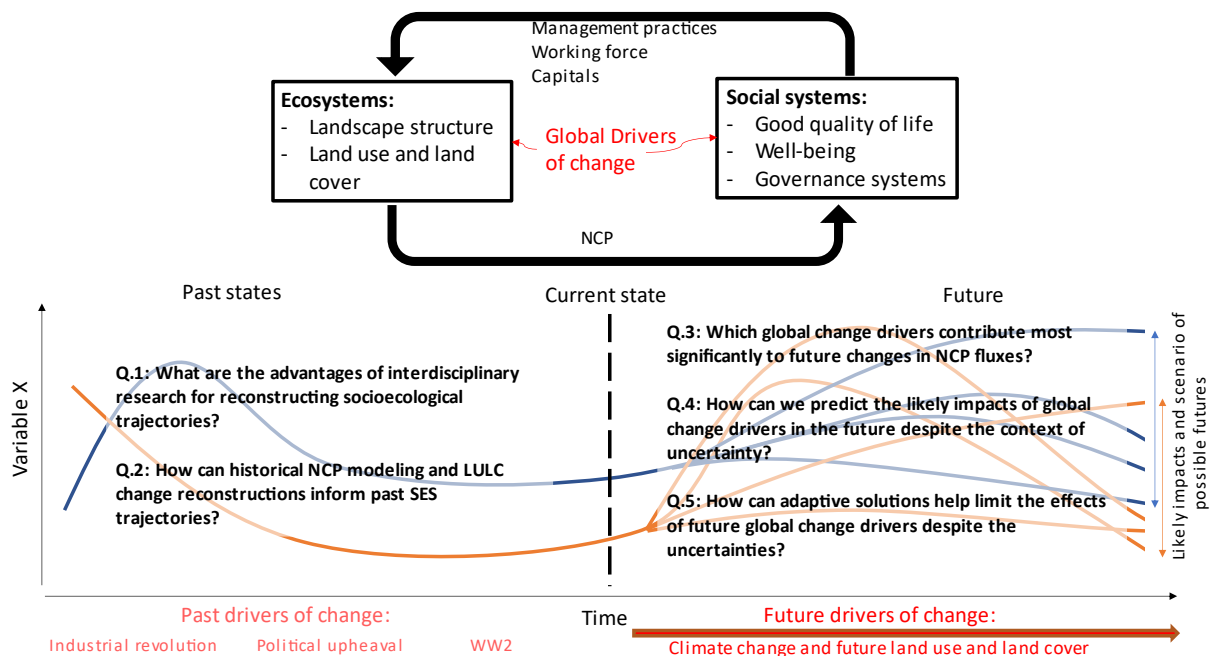 Management practices
Working force
Capitals
Ecosystems:
- Landscape structure
- Land use and land
cover
Global Drivers
of change
Social systems:
- Good quality of life
- Well-being
- Governance systems
NCP
Past states
Current state
Future
Variable X
Q.1: What are the advantages of interdisciplinary
research for reconstructing socioecological
trajectories?
Q.2: How can historical NCP modeling and LULC
change reconstructions inform past SES
trajectories?
Q.3: Which global change drivers contribute most
significantly to future changes in NCP fluxes?
Q.4: How can we predict the likely impacts of global
change drivers in the future despite the context of
uncertainty?
Q.5: How can adaptive solutions help limit the effects
of future global change drivers despite the
uncertainties?
Likely impacts and scenario of
possible futures
Past drivers of change:
Time
Future drivers of change:
Industrial revolution
Political upheaval
WW2
Climate change and future land use and land cover